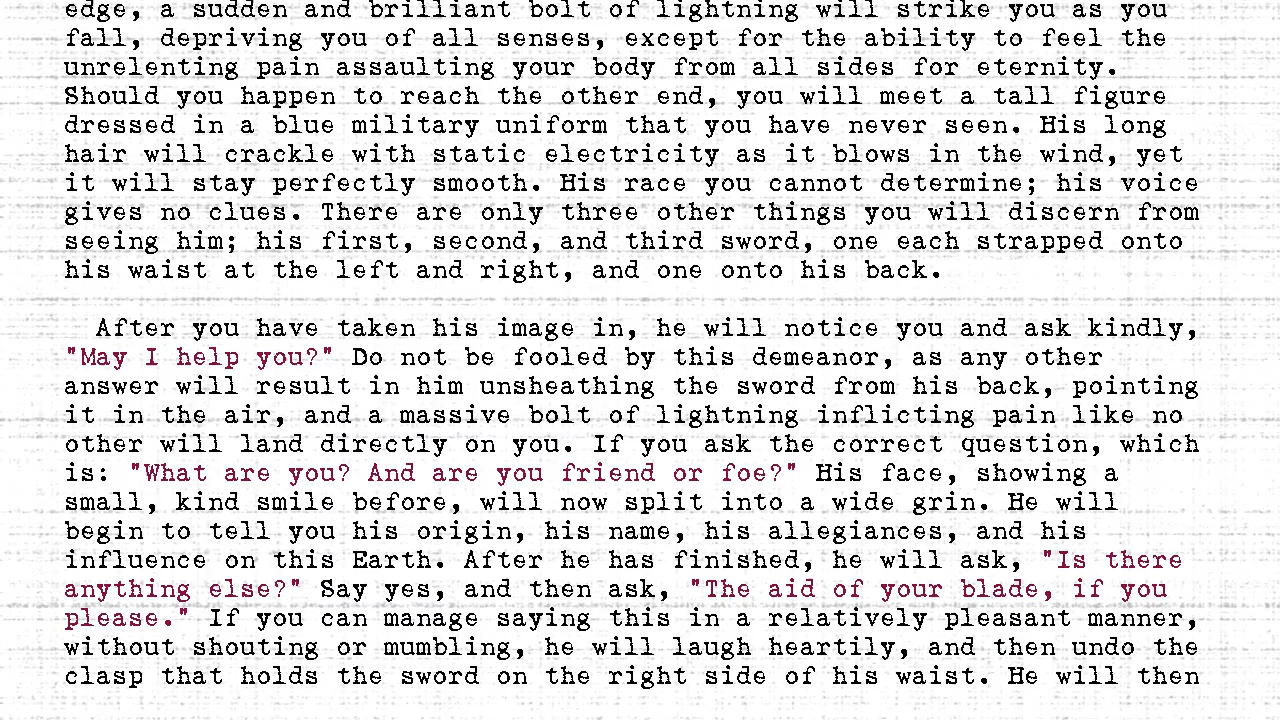 edge, a sudden and brilliant bolt of lightning will strike you as you
fall, depriving you of all senses, except for the ability to feel the
unrelenting pain assaulting your body from all sides for eternity.
Should you happen to reach the other end, you will meet a tall figure
dressed in a blue military uniform that you have never seen. His long
hair will crackle with static electricity as it blows in the wind, yet
it will stay perfectly smooth. His race you cannot determine; his voice
gives no clues. There are only three other things you will discern from
seeing him; his first, second, and third sword, one each strapped onto
his waist at the left and right, and one onto his back.
After you have taken his image in, he will notice you and ask kindly,
"May I help you?" Do not be fooled by this demeanor, as any other
answer will result in him unsheathing the sword from his back, pointing
it in the air, and a massive bolt of lightning inflicting pain like no
other will land directly on you. If you ask the correct question, which
is: "What are you? And are you friend or foe?" His face, showing a
small, kind smile before, will now split into a wide grin. He will
begin to tell you his origin, his name, his allegiances, and his
influence on this Earth. After he has finished, he will ask, "Is there
anything else?" Say yes, and then ask, "The aid of your blade, if you
please." If you can manage saying this in a relatively pleasant manner,
without shouting or mumbling, he will laugh heartily, and then undo the
clasp that holds the sword on the right side of his waist. He will then